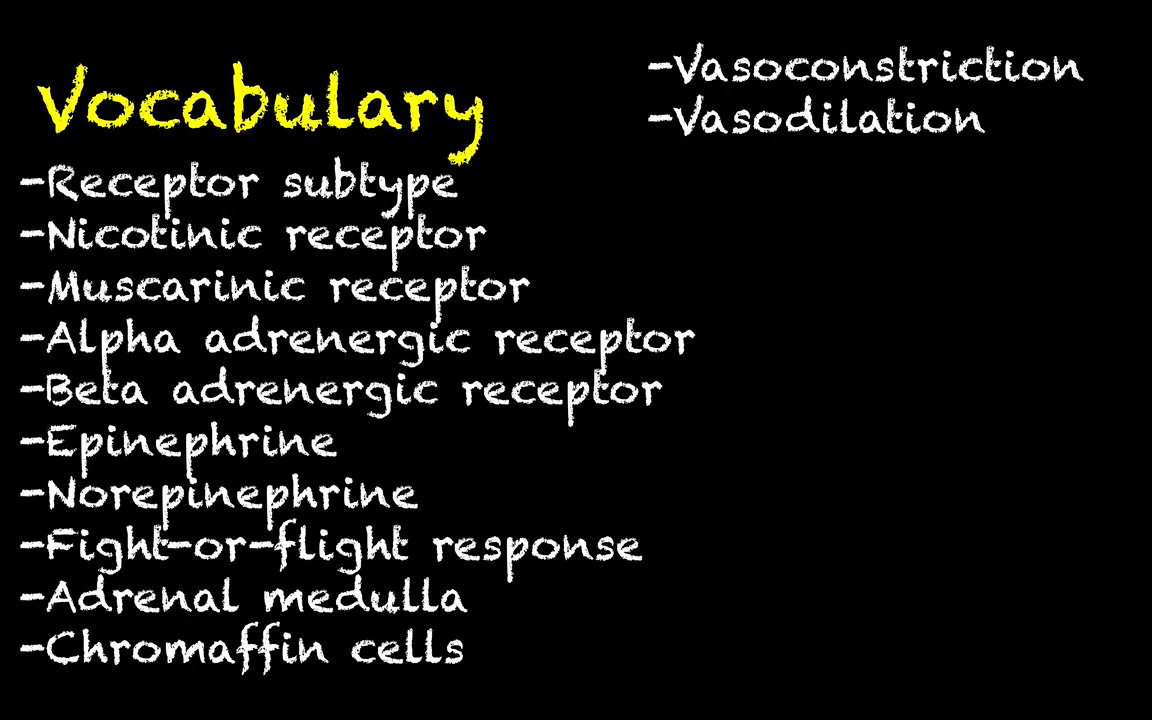 Vocabulary
-Receptor subtype
-Nicotinic receptor
-Muscarinic receptor
-Alpha adrenergic receptor
-Beta adrenergic receptor
-Epinephrine
-Norepinephrine
-Fight-or-flight response
-Adrenal medulla
-Chromaffin cells
-Vasoconstriction
-Vasodilation